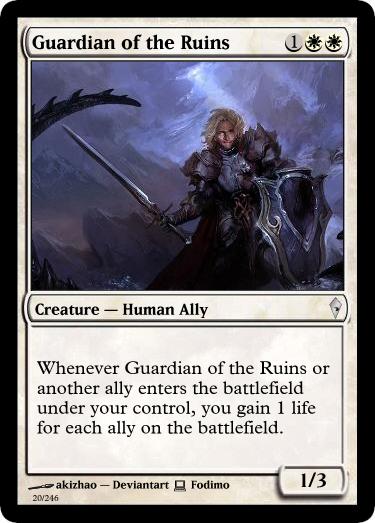 Guardian of the Ruins 1
Creature — Human Ally
Whenever Guardian of the Ruins or
another ally enters the battlefield
under your control, you gain 1 life
for each ally on the battlefield.
akizhao — Deviantart Fodimo
1/3
20/246